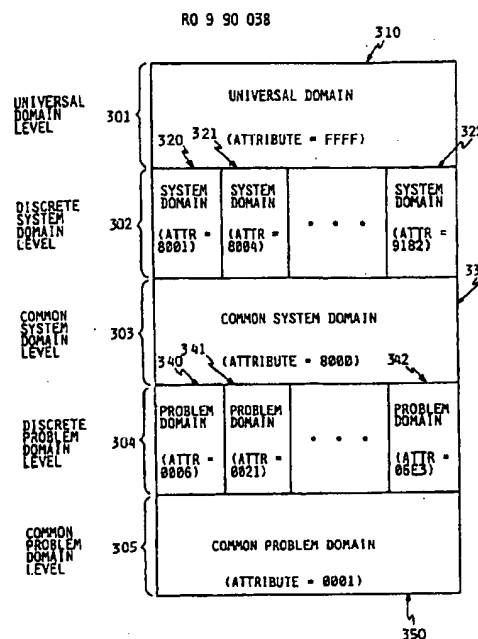 RO 9 90 038
310
UNIVERSAL DOMAIN LEVEL
301
UNIVERSAL DOMAIN
(ATTRIBUTE = FFFF)
320
321
322
DISCRETE SYSTEM DOMAIN LEVEL
302
SYSTEM DOMAIN
(ATTR = 8001)
SYSTEM DOMAIN
(ATTR = 8004)
• • •
SYSTEM DOMAIN
(ATTR = 9182)
COMMON SYSTEM DOMAIN LEVEL
303
COMMON SYSTEM DOMAIN
(ATTRIBUTE = 8000)
340
341
342
DISCRETE PROBLEM DOMAIN LEVEL
304
PROBLEM DOMAIN
(ATTR = 0006)
PROBLEM DOMAIN
(ATTR = 0021)
• • •
PROBLEM DOMAIN
(ATTR = 06E3)
COMMON PROBLEM DOMAIN LEVEL
305
COMMON PROBLEM DOMAIN
(ATTRIBUTE = 0001)
350